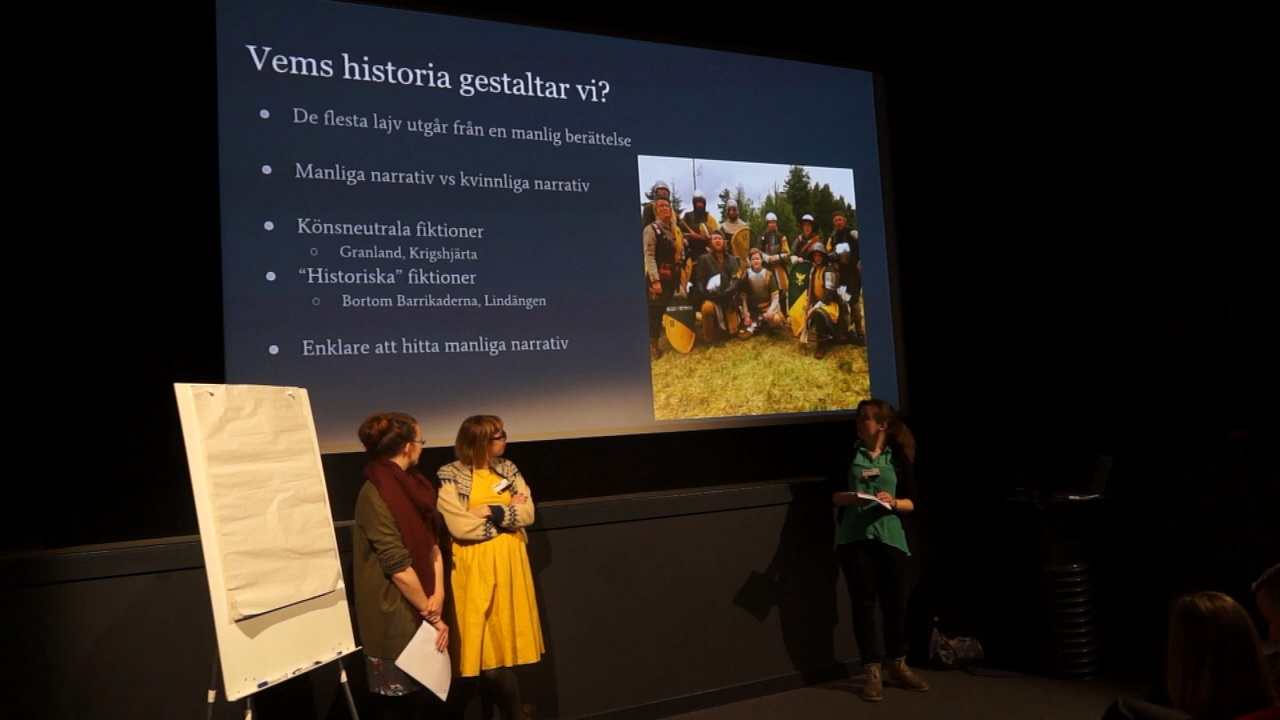 Vems historia gestaltar vi?
De flesta lajv utgår från en manlig berättelse
Manliga narrativ vs kvinnliga narrativ
Könsneutrala fiktioner
Granland, Krigshjärta
“Historiska” fiktioner
Bortom Barrikaderna, Lindängen
Enklare att hitta manliga narrativ